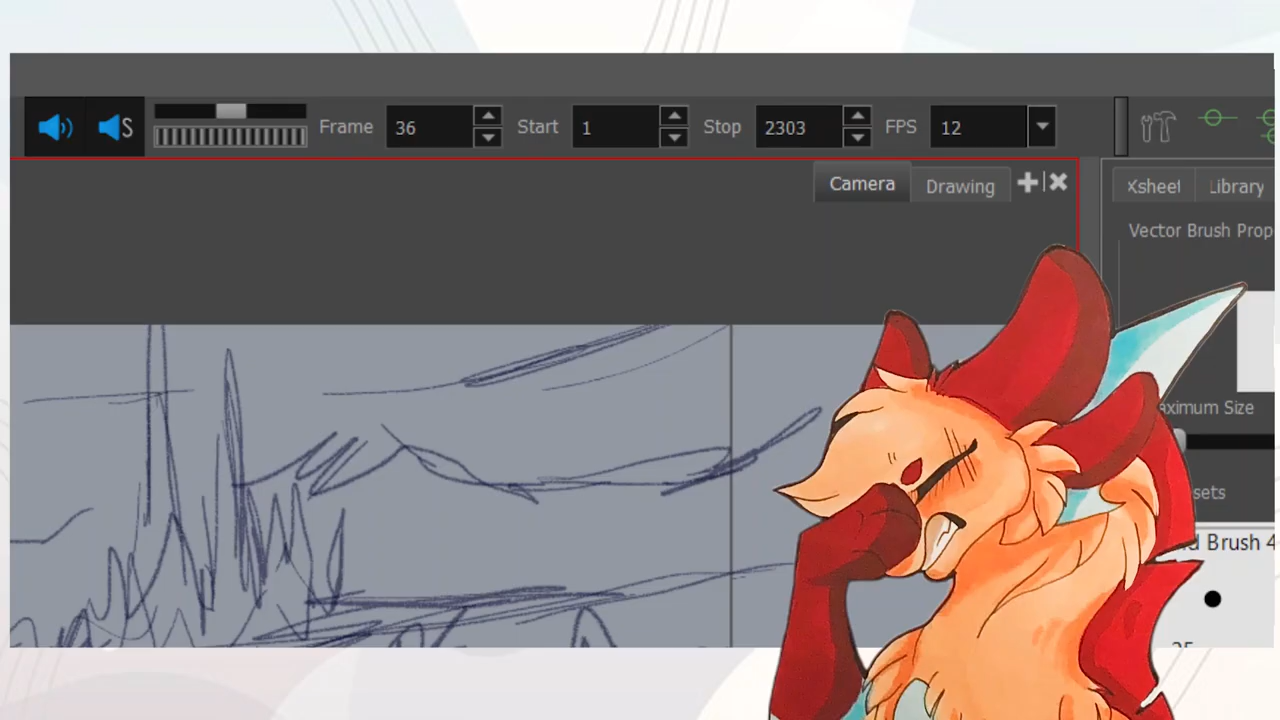 S Frame 36 Start 1 Stop 2303 FPS 12
Camera Drawing Xsheet Library
Vector Brush Prop
aximum Size
sets
d Brush 4